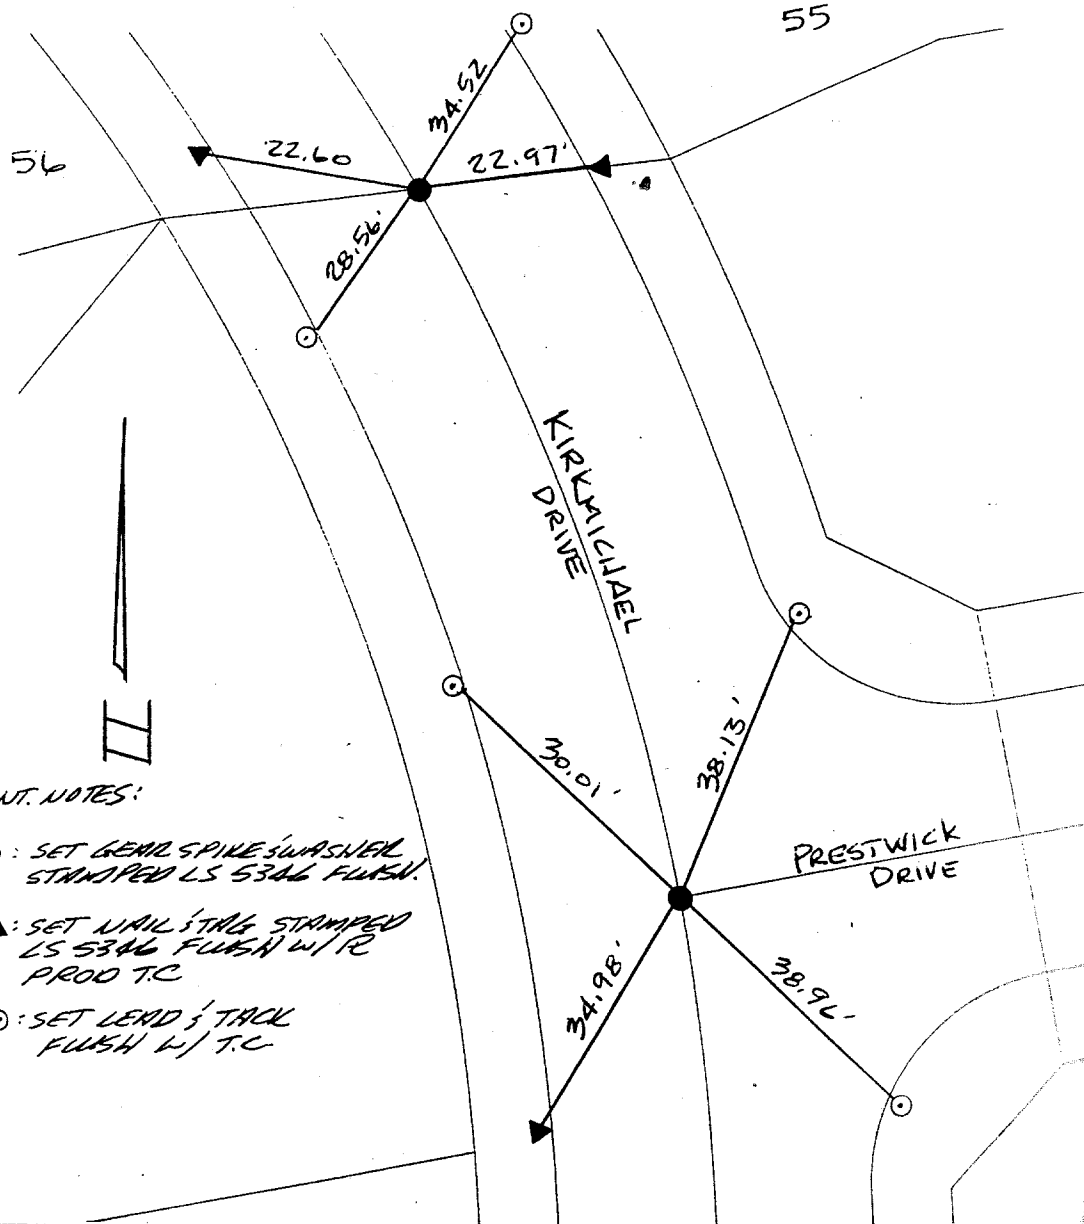 55
34.52
56
22.60
22.97'
28.56'
KIRKMICHAEL
DRIVE
30.01'
38.13'
NT. NOTES:
: SET GEAR SPIKE & WASHER
STAMPED LS 5346 FLUSH.
PRESTWICK
DRIVE
: SET NAIL & TAG STAMPED
LS 5346 FLUSH W/
PROD T.C
34.98'
38.96
: SET LEAD & TACK
FLUSH W/ T.C